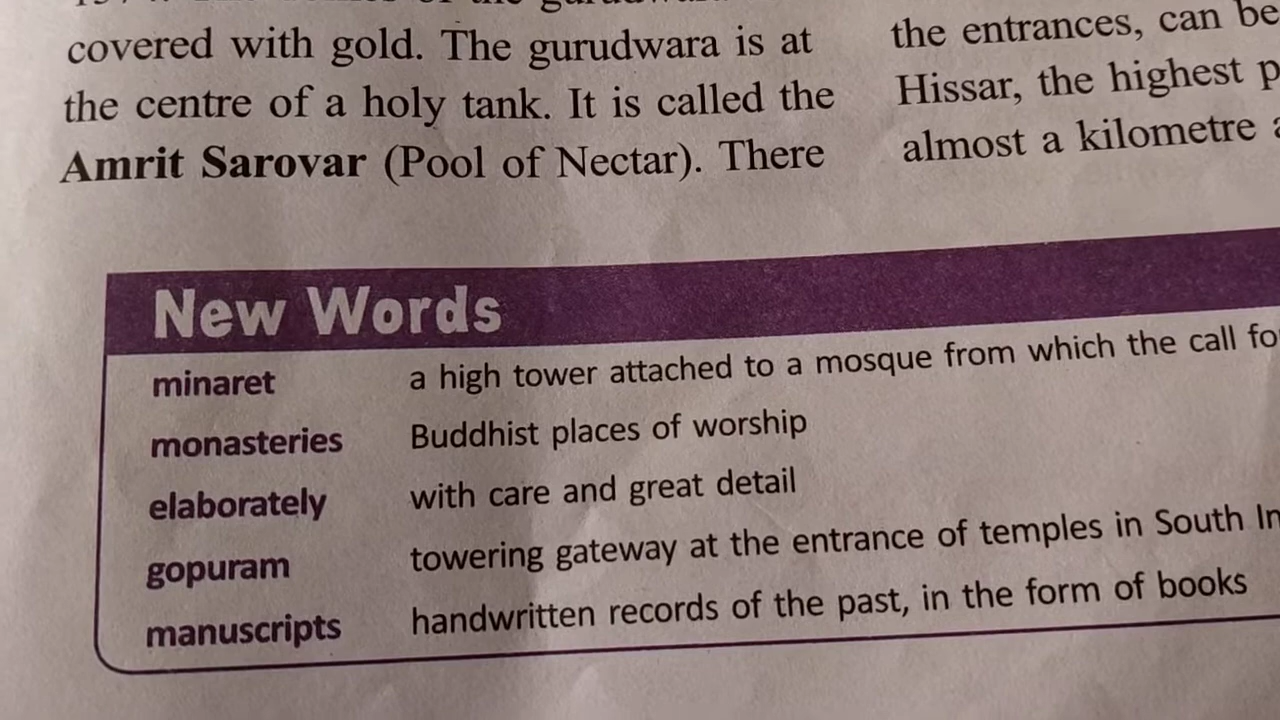 covered with gold. The gurudwara is at
the centre of a holy tank. It is called the
Amrit Sarovar (Pool of Nectar). There
the entrances, can be
Hissar, the highest
almost a kilometre
New Words
minaret a high tower attached to a mosque from which the call
monasteries Buddhist places of worship
elaborately with care and great detail
gopuram towering gateway at the entrance of temples in South
manuscripts handwritten records of the past, in the form of books